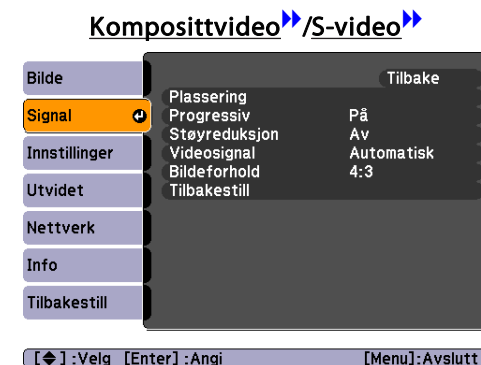 Komposittvideo/S-video
Bilde
Signal
Innstillinger
Utvidet
Nettverk
Info
Tilbakestill
Tilbake
Plassering
Progressiv På
Støyreduksjon Av
Videosignal Automatisk
Bildeforhold 4:3
Tilbakestill
[◆]:Velg [Enter]:Angi [Menu]:Avslutt